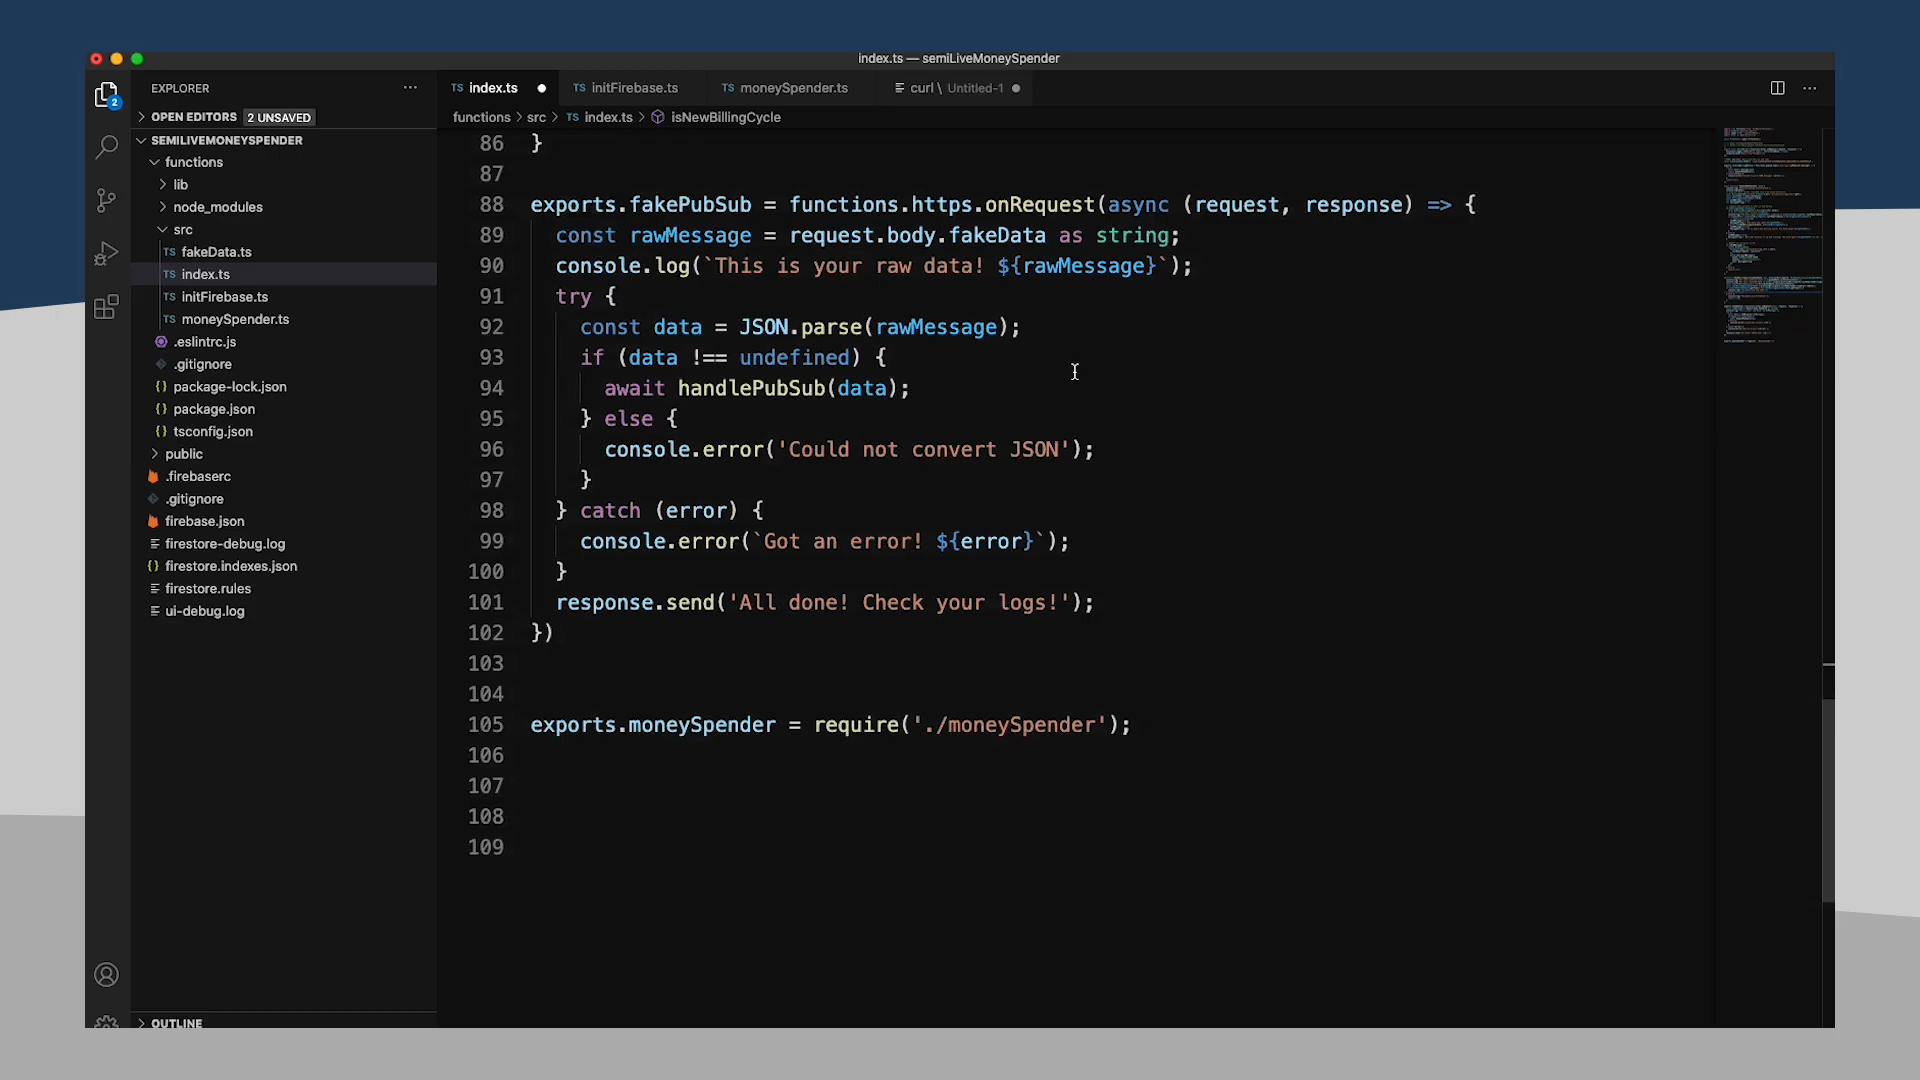 index.ts — semiLiveMoneySpender
EXPLORER ...
TS index.ts TS initFirebase.ts TS moneySpender.ts curl \ Untitled-1 ...
2
OPEN EDITORS 2 UNSAVED
functions > src > TS index.ts > isNewBillingCycle
SEMILIVEMONEYSPENDER
functions
lib
node_modules
src
TS fakeData.ts
TS index.ts
TS initFirebase.ts
TS moneySpender.ts
.eslintrc.js
.gitignore
{} package-lock.json
{} package.json
{} tsconfig.json
public
.firebaserc
.gitignore
firebase.json
firestore-debug.log
{} firestore.indexes.json
firestore.rules
ui-debug.log
OUTLINE
86 }
87
88 exports.fakePubSub = functions.https.onRequest(async (request, response) => {
89 const rawMessage = request.body.fakeData as string;
90 console.log(`This is your raw data! ${rawMessage}`);
91 try {
92 const data = JSON.parse(rawMessage);
93 if (data !== undefined) {
94 await handlePubSub(data);
95 } else {
96 console.error('Could not convert JSON');
97 }
98 } catch (error) {
99 console.error(`Got an error! ${error}`);
100 }
101 response.send('All done! Check your logs!');
102 })
103
104
105 exports.moneySpender = require('./moneySpender');
106
107
108
109